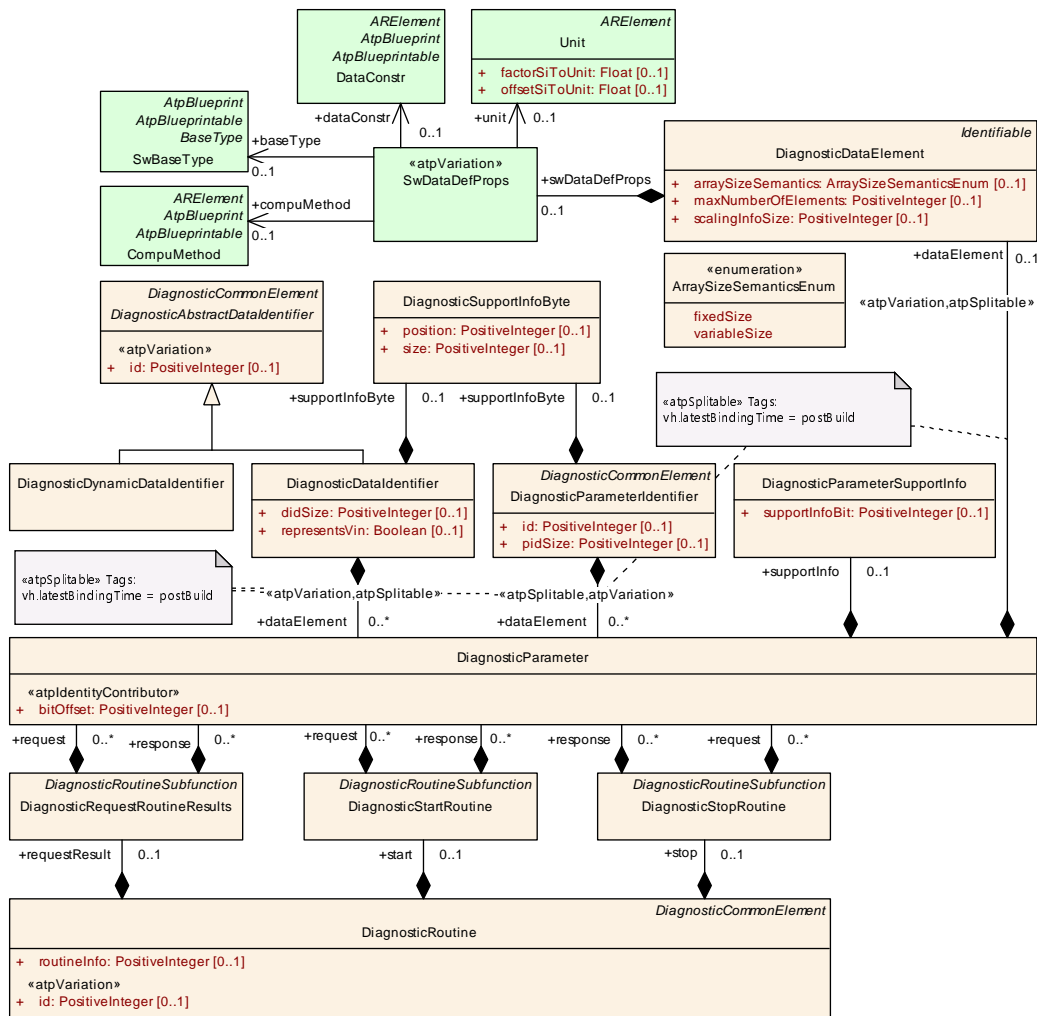 ARElement
AtpBlueprint
AtpBlueprintable
DataConstr
ARElement
Unit
+ factorSiToUnit: Float [0..1]
+ offsetSiToUnit: Float [0..1]
AtpBlueprint
AtpBlueprintable
BaseType
SwBaseType
+dataConstr
0..1
+unit
0..1
+baseType
0..1
«atpVariation»
SwDataDefProps
+swDataDefProps
0..1
Identifiable
DiagnosticDataElement
+ arraySizeSemantics: ArraySizeSemanticsEnum [0..1]
+ maxNumberOfElements: PositiveInteger [0..1]
+ scalingInfoSize: PositiveInteger [0..1]
ARElement
AtpBlueprint
AtpBlueprintable
CompuMethod
+compuMethod
0..1
+dataElement
0..1
«enumeration»
ArraySizeSemanticsEnum
fixedSize
variableSize
«atpVariation,atpSplitable»
DiagnosticCommonElement
DiagnosticAbstractDataIdentifier
«atpVariation»
+ id: PositiveInteger [0..1]
DiagnosticSupportInfoByte
+ position: PositiveInteger [0..1]
+ size: PositiveInteger [0..1]
+supportInfoByte
0..1
+supportInfoByte
0..1
«atpSplitable» Tags:
vh.latestBindingTime = postBuild
DiagnosticDynamicDataIdentifier
DiagnosticDataIdentifier
+ didSize: PositiveInteger [0..1]
+ representsVin: Boolean [0..1]
DiagnosticCommonElement
DiagnosticParameterIdentifier
+ id: PositiveInteger [0..1]
+ pidSize: PositiveInteger [0..1]
DiagnosticParameterSupportInfo
+ supportInfoBit: PositiveInteger [0..1]
«atpSplitable» Tags:
vh.latestBindingTime = postBuild
«atpVariation,atpSplitable»
«atpSplitable,atpVariation»
+supportInfo
0..1
+dataElement
0..*
+dataElement
0..*
DiagnosticParameter
«atpIdentityContributor»
+ bitOffset: PositiveInteger [0..1]
+request
0..*
+response
0..*
+request
0..*
+response
0..*
+response
0..*
+request
0..*
DiagnosticRoutineSubfunction
DiagnosticRequestRoutineResults
DiagnosticRoutineSubfunction
DiagnosticStartRoutine
DiagnosticRoutineSubfunction
DiagnosticStopRoutine
+requestResult
0..1
+start
0..1
+stop
0..1
DiagnosticCommonElement
DiagnosticRoutine
+ routineInfo: PositiveInteger [0..1]
«atpVariation»
+ id: PositiveInteger [0..1]